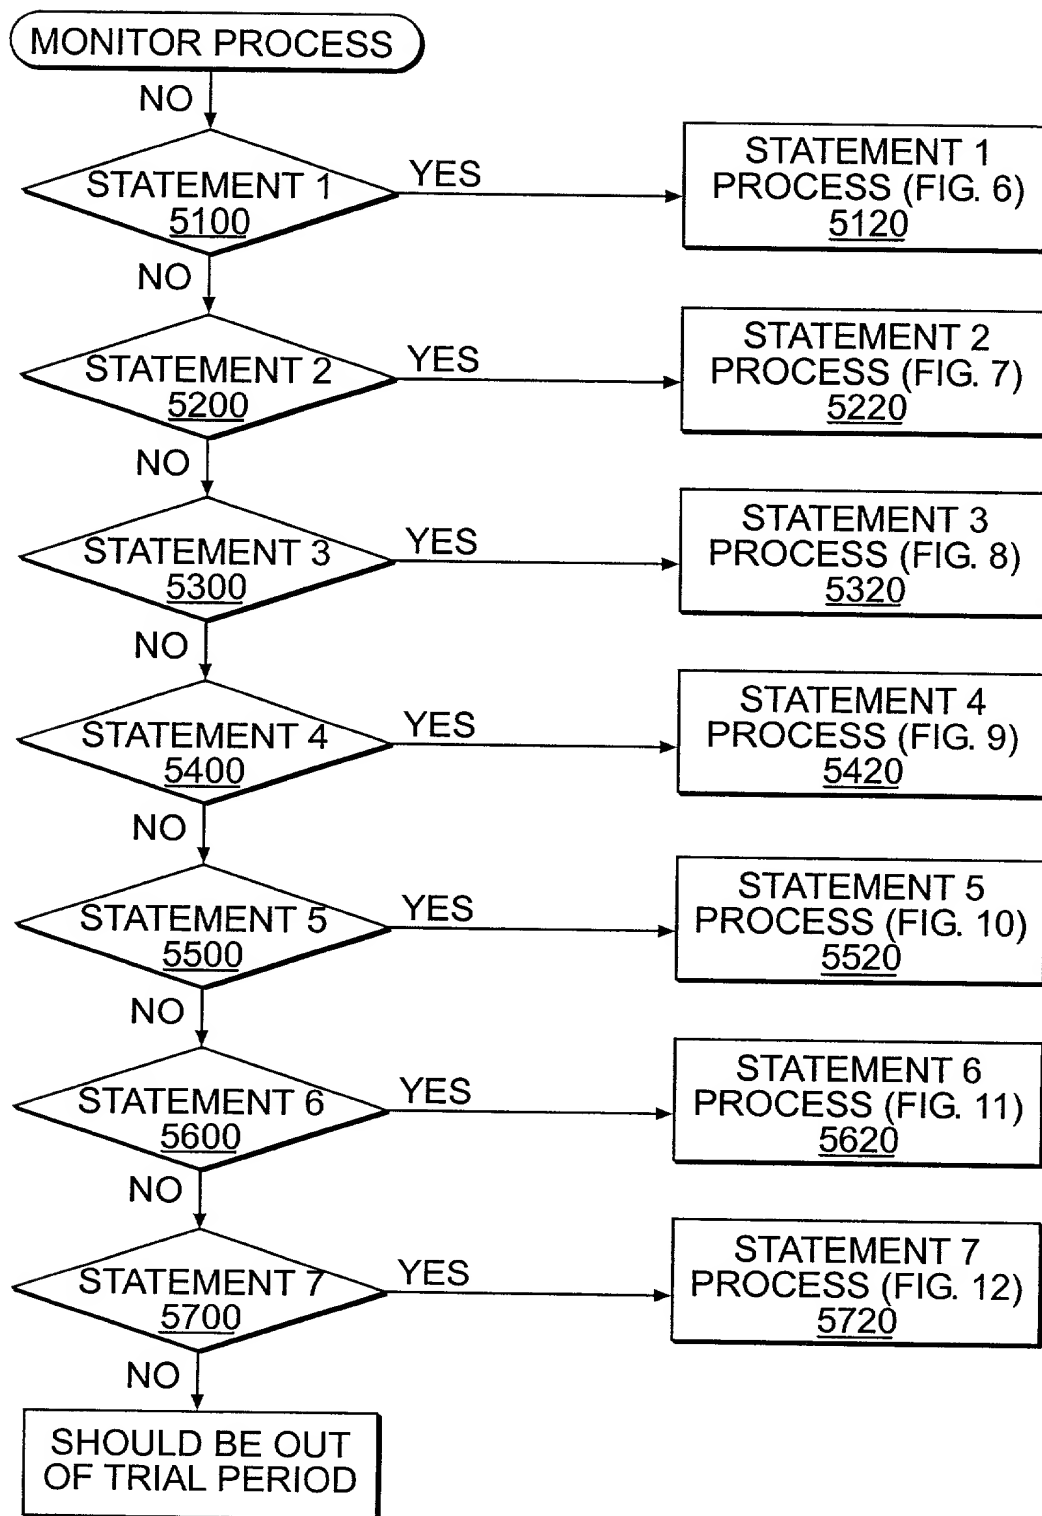 MONITOR PROCESS
NO
STATEMENT 1
5100
YES
STATEMENT 1
PROCESS (FIG. 6)
5120
NO
STATEMENT 2
5200
YES
STATEMENT 2
PROCESS (FIG. 7)
5220
NO
STATEMENT 3
5300
YES
STATEMENT 3
PROCESS (FIG. 8)
5320
NO
STATEMENT 4
5400
YES
STATEMENT 4
PROCESS (FIG. 9)
5420
NO
STATEMENT 5
5500
YES
STATEMENT 5
PROCESS (FIG. 10)
5520
NO
STATEMENT 6
5600
YES
STATEMENT 6
PROCESS (FIG. 11)
5620
NO
STATEMENT 7
5700
YES
STATEMENT 7
PROCESS (FIG. 12)
5720
NO
SHOULD BE OUT
OF TRIAL PERIOD